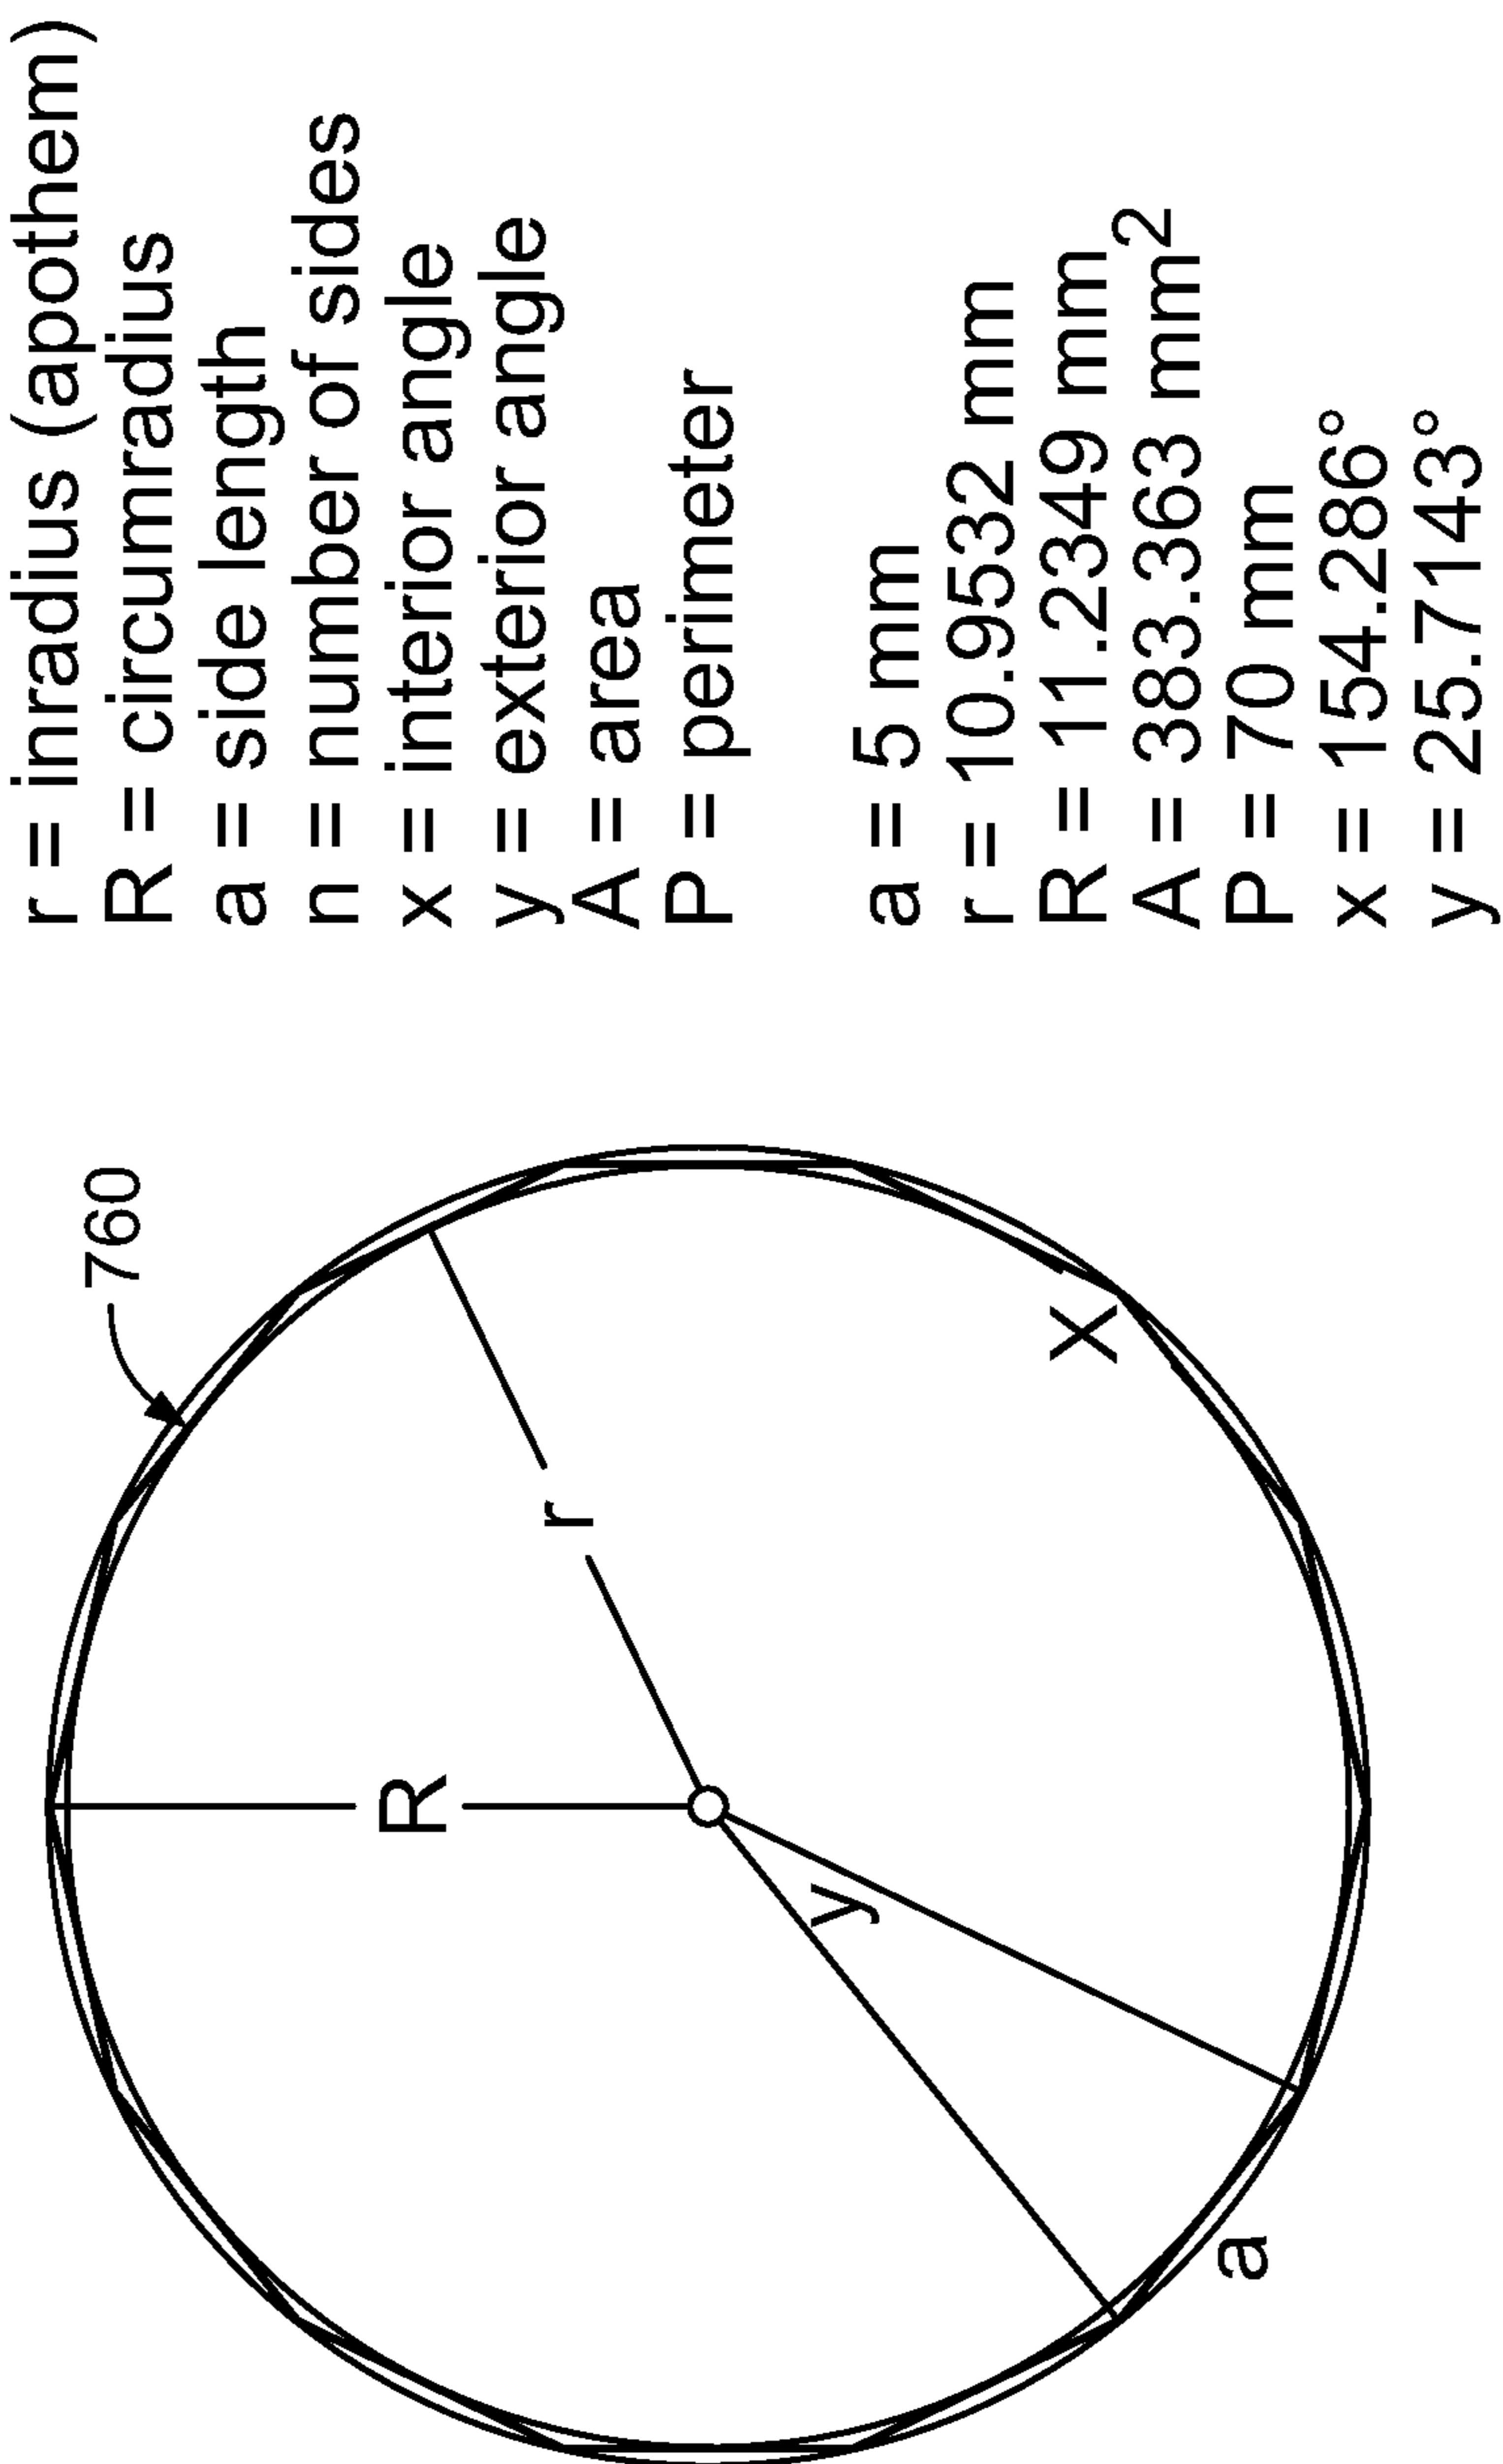 760
R
r
X
y
a
r = inradius (apothem)
R = circumradius
a = side length
n = number of sides
x = interior angle
y = exterior angle
A = area
P = perimeter
a = 5 mm
r = 10.9532 mm
R = 11.2349 mm
A = 383.363 mm²
P = 70 mm
x = 154.286°
y = 25.7143°